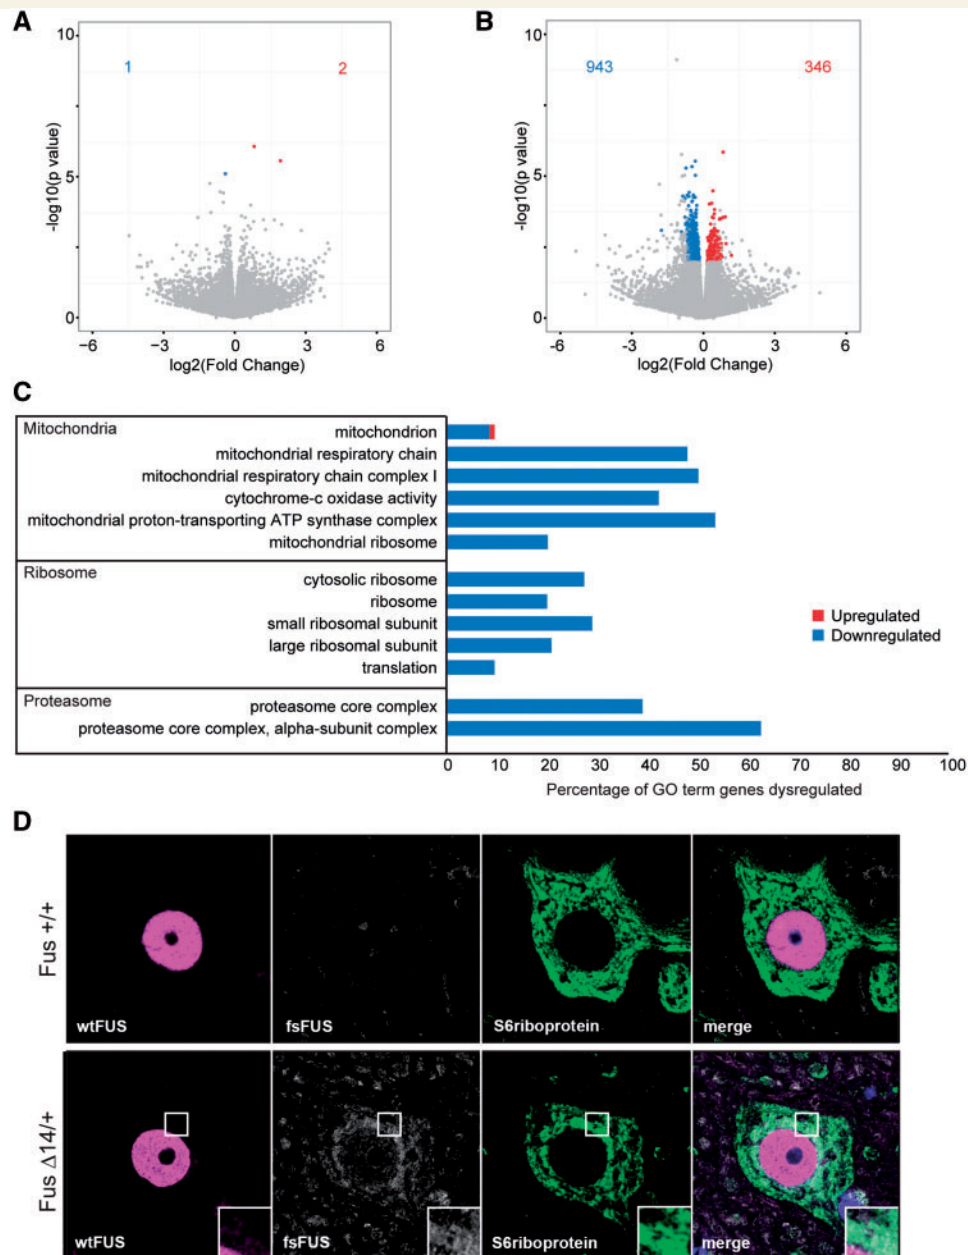 A
10
1
2
5
0
-log10(p value)
-6
-3
0
3
6
log2(Fold Change)
B
10
943
346
5
0
-log10(p value)
-6
-3
0
3
6
log2(Fold Change)
C
Mitochondria
mitochondrion
mitochondrial respiratory chain
mitochondrial respiratory chain complex I
cytochrome-c oxidase activity
mitochondrial proton-transporting ATP synthase complex
mitochondrial ribosome
Ribosome
cytosolic ribosome
ribosome
small ribosomal subunit
large ribosomal subunit
translation
Proteasome
proteasome core complex
proteasome core complex, alpha-subunit complex
Upregulated
Downregulated
0 10 20 30 40 50 60 70 80 90 100
Percentage of GO term genes dysregulated
D
Fus +/+
wtFUS
fsFUS
S6riboprotein
merge
Fus Δ14/+
wtFUS
fsFUS
S6riboprotein
merge